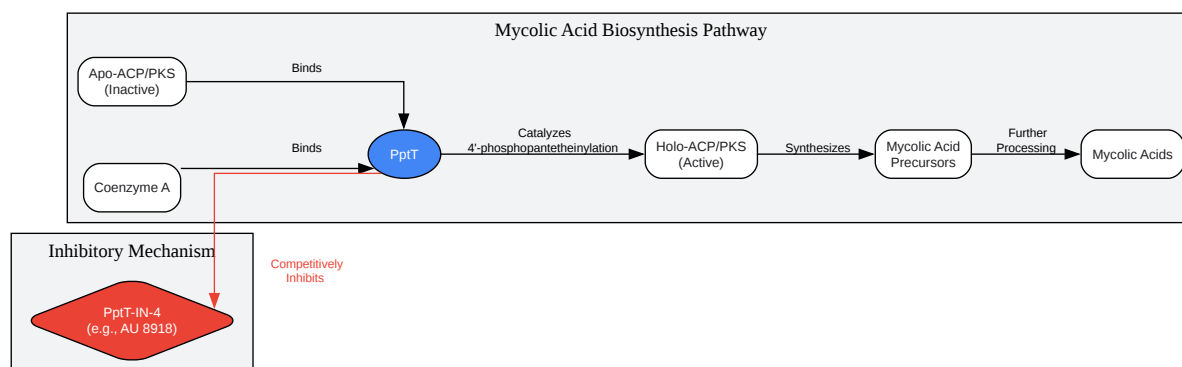 Mycolic Acid Biosynthesis Pathway
Apo-ACP/PKS
(Inactive)
Binds
Coenzyme A
Binds
PptT
Catalyzes
4'-phosphopantetheinylation
Holo-ACP/PKS
(Active)
Synthesizes
Mycolic Acid
Precursors
Further
Processing
Mycolic Acids
Inhibitory Mechanism
Competitively
Inhibits
PptT-IN-4
(e.g., AU 8918)